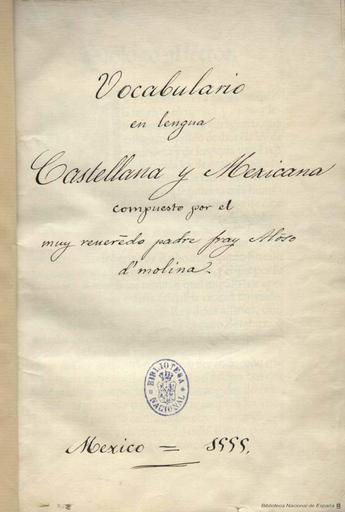 Vocabulario
en lengua
Castellana y Mexicana
compuesto por el
muy reverẽdo padre fray Alõso
d'molina.
BIBLIOTECA
NACIONAL
Mexico = 1555.
Biblioteca Nacional de España